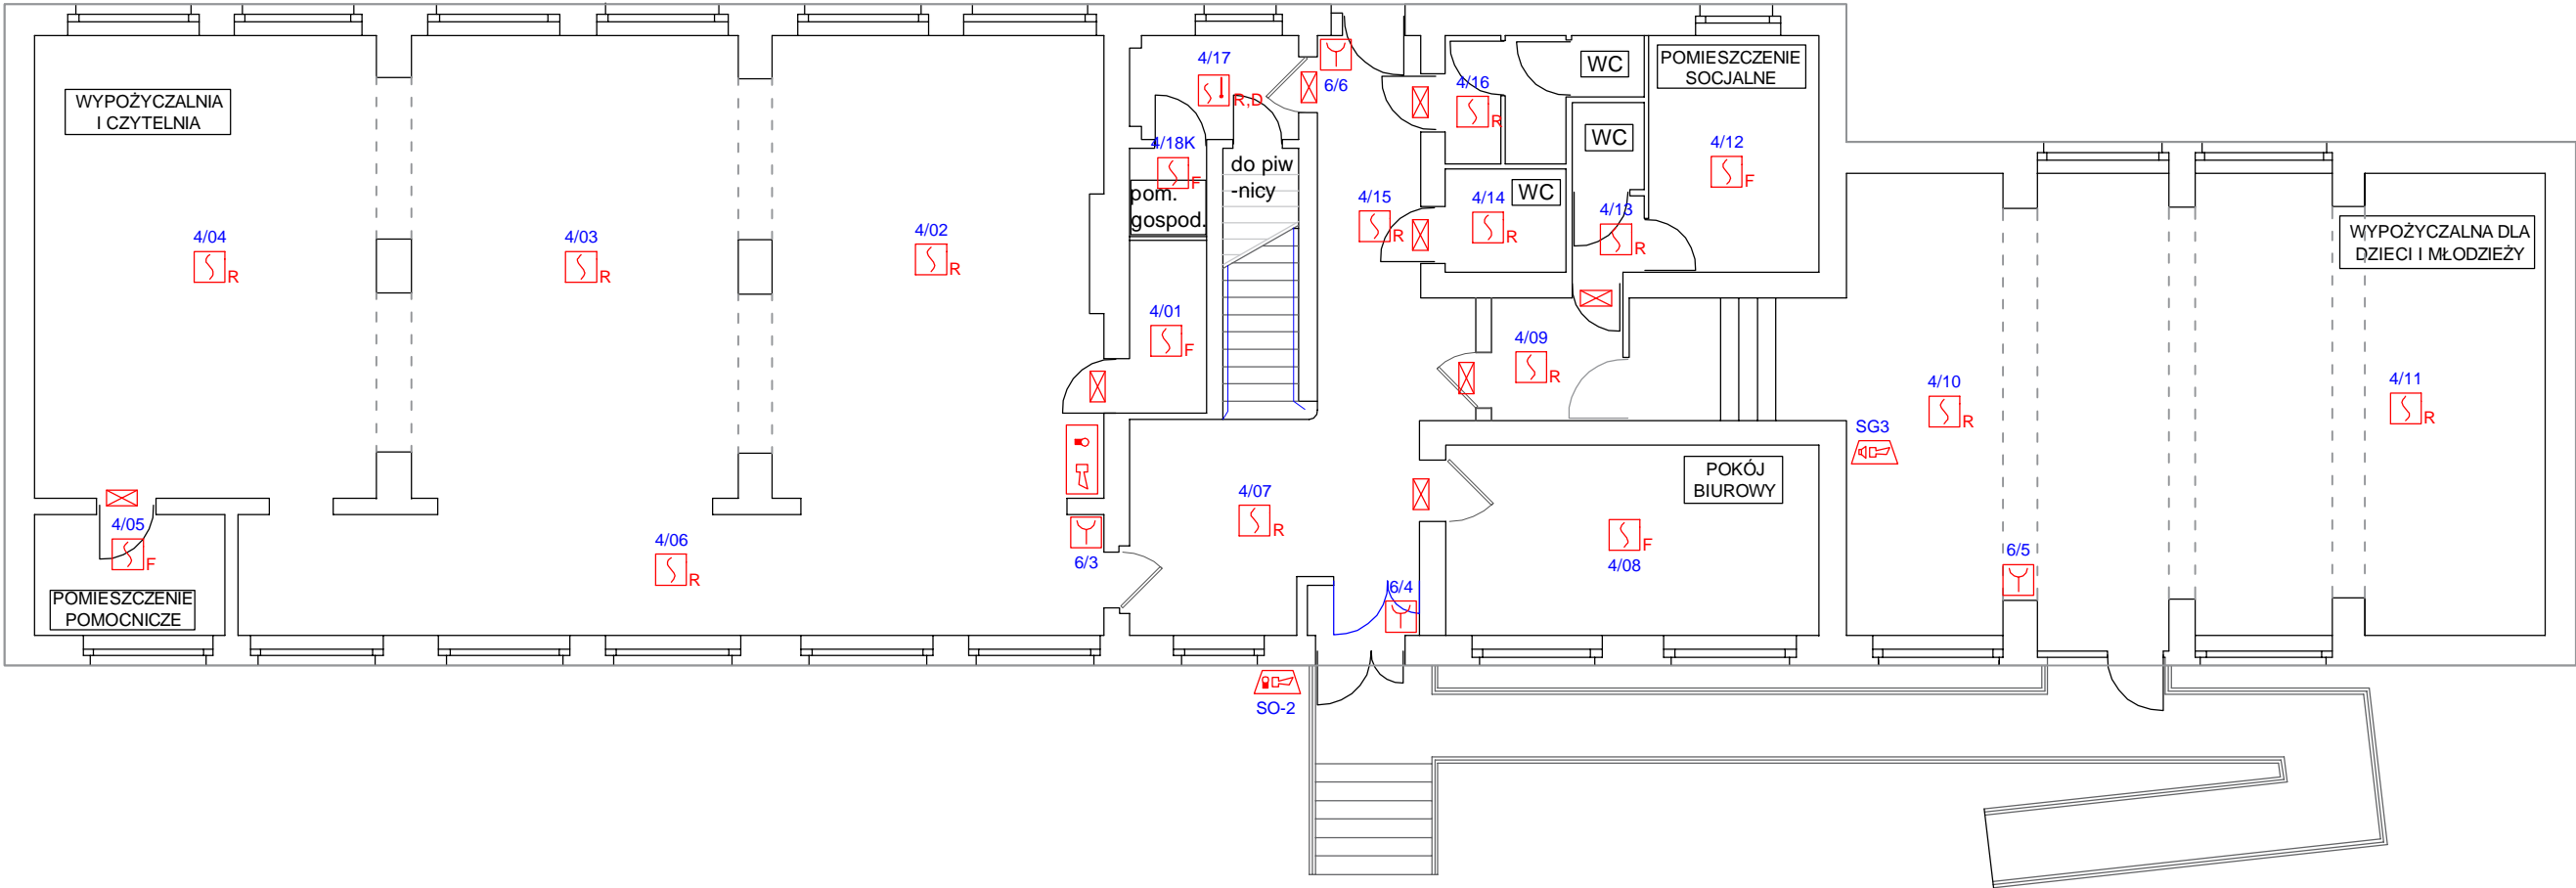 WYPOŻYCZALNIA
I CZYTELNIA
4/04
R
4/03
R
4/02
R
4/17
R,D
4/18K
F
pom.
gospod.
do piw
-nicy
4/01
F
6/6
4/16
R
WC
WC
4/15
R
4/14
R
WC
4/13
R
POMIESZCZENIE
SOCJALNE
4/12
F
4/09
R
WYPOŻYCZALNA DLA
DZIECI I MŁODZIEŻY
4/10
R
4/11
R
SG3
4/05
F
POMIESZCZENIE
POMOCNICZE
4/06
R
6/3
4/07
R
6/4
POKÓJ
BIUROWY
F
4/08
6/5
SO-2